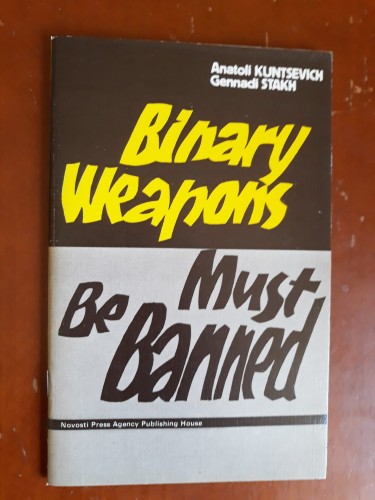 Anatoli KUNTSEVICH
Gennadi STAKH
Binary
Weapons
Must
Be Banned
Novosti Press Agency Publishing House